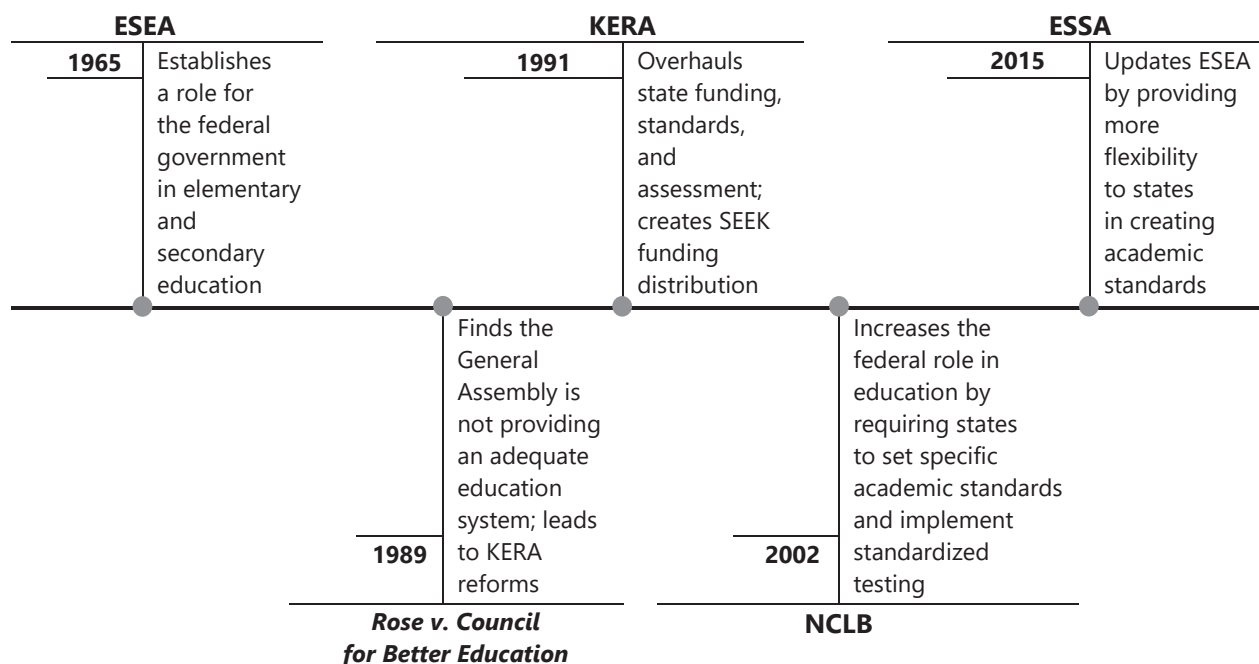 ESEA
1965
Establishes
a role for
the federal
government
in elementary
and
secondary
education
Finds the
General
Assembly is
not providing
an adequate
education
system; leads
to KERA
reforms
1989
Rose v. Council
for Better Education
KERA
1991
Overhauls
state funding,
standards,
and
assessment;
creates SEEK
funding
distribution
Increases the
federal role in
education by
requiring states
to set specific
academic standards
and implement
standardized
testing
2002
NCLB
ESSA
2015
Updates ESEA
by providing
more
flexibility
to states
in creating
academic
standards